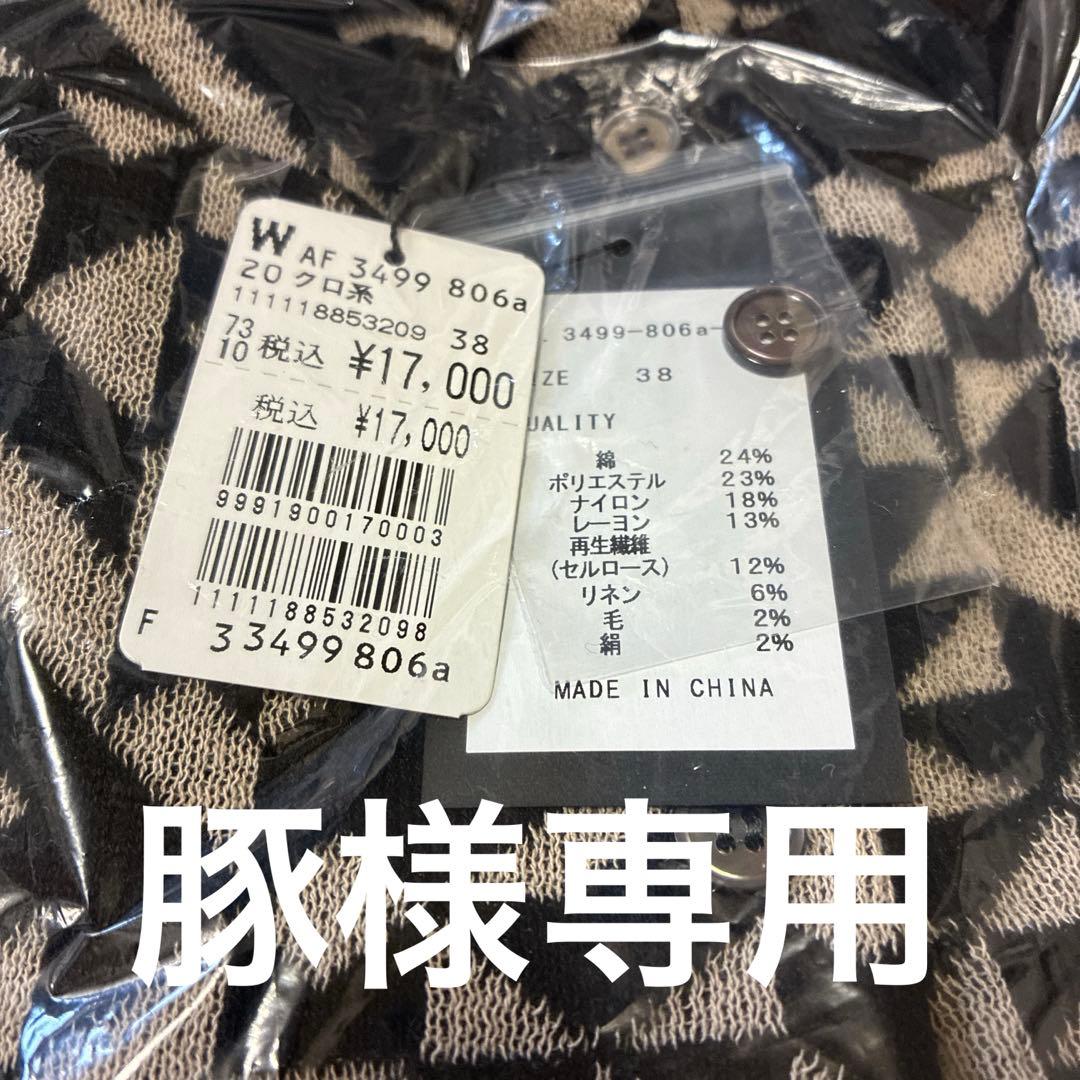 W AF 3499 806a
20 クロ系
111118853209 38
73
10 税込 ¥17,000
税込 ¥17,000
9991900170003
1111188532098
F 33499806a
. 3499-806a-
IZE 38
UALITY
綿 24%
ポリエステル 23%
ナイロン 18%
レーヨン 13%
再生繊維
(セルロース) 12%
リネン 6%
毛 2%
絹 2%
MADE IN CHINA
豚様専用